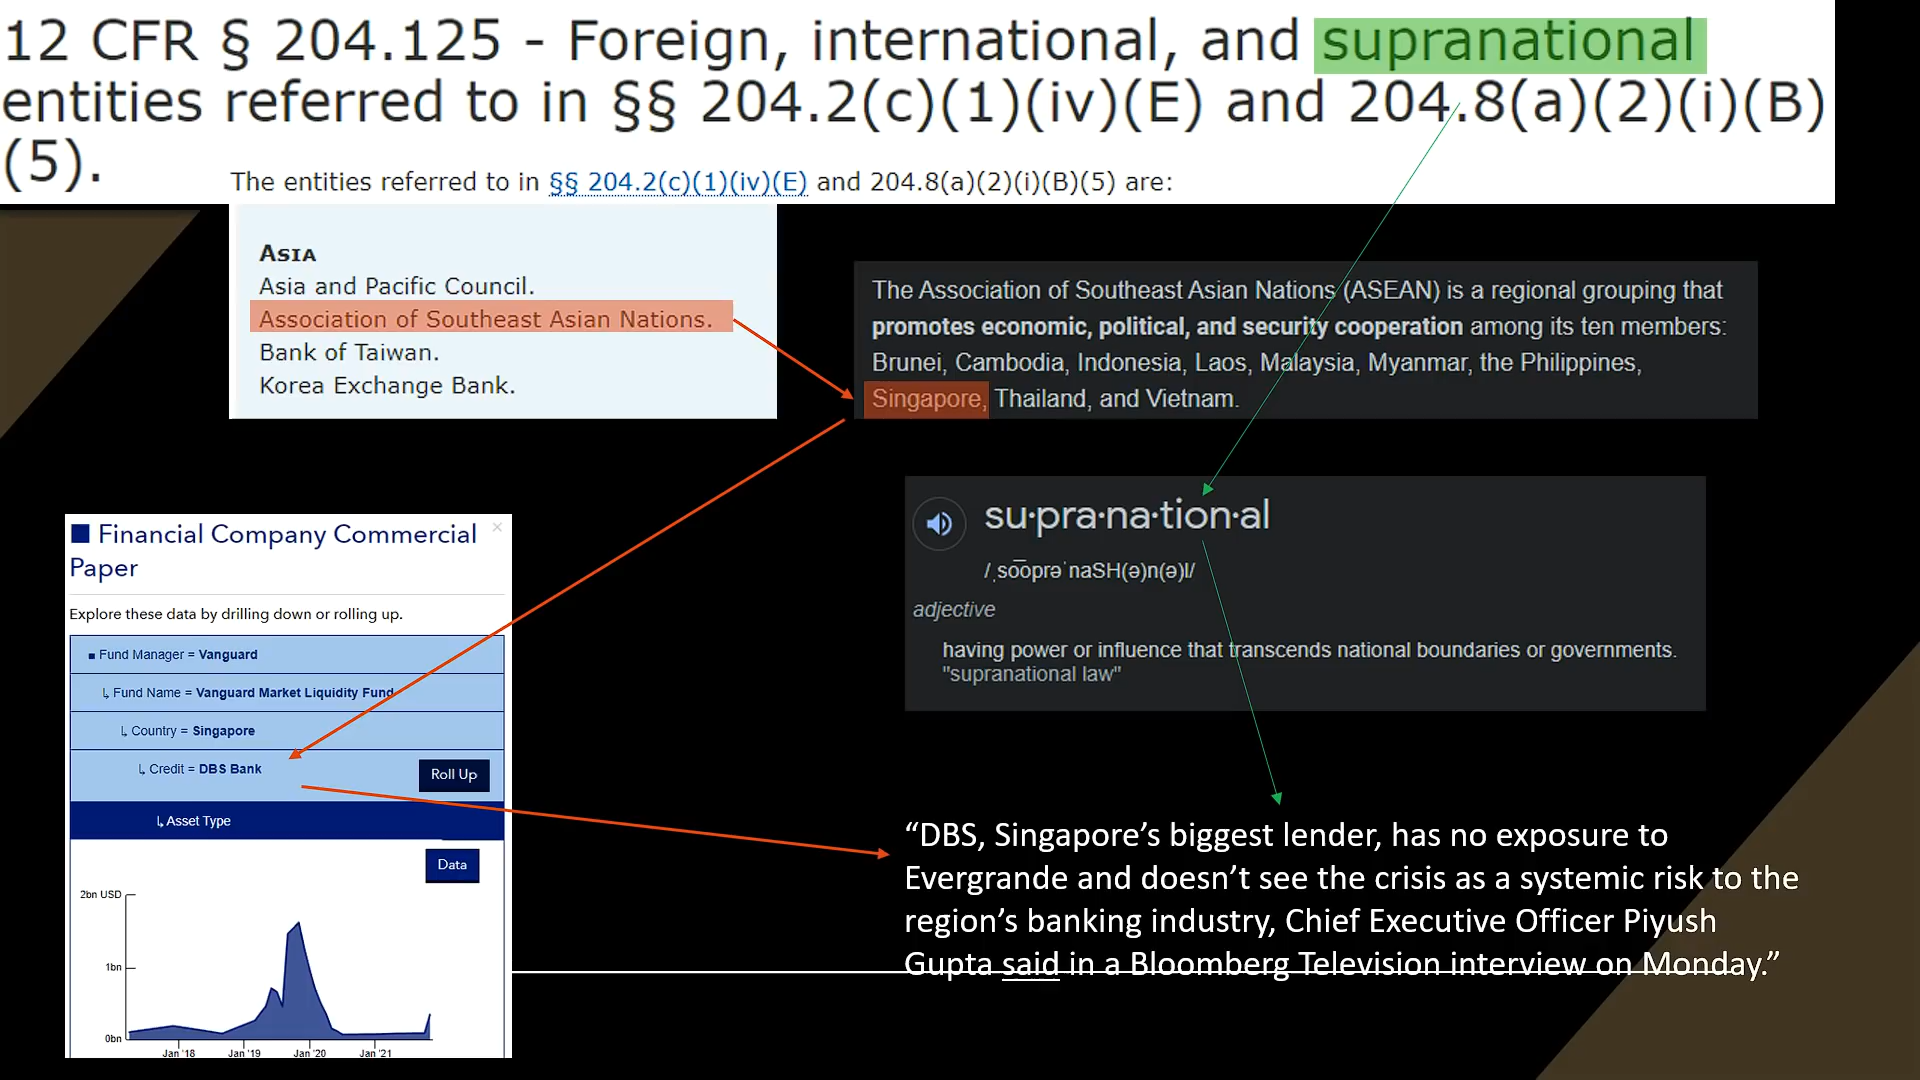 12 CFR § 204.125 - Foreign, international, and supranational
entities referred to in §§ 204.2(c)(1)(iv)(E) and 204.8(a)(2)(i)(B)
(5).
The entities referred to in §§ 204.2(c)(1)(iv)(E) and 204.8(a)(2)(i)(B)(5) are:
ASIA
Asia and Pacific Council.
Association of Southeast Asian Nations.
Bank of Taiwan.
Korea Exchange Bank.
The Association of Southeast Asian Nations (ASEAN) is a regional grouping that
promotes economic, political, and security cooperation among its ten members:
Brunei, Cambodia, Indonesia, Laos, Malaysia, Myanmar, the Philippines,
Singapore, Thailand, and Vietnam.
su·pra·na·tion·al
/ˌso͞oprəˈnaSH(ə)n(ə)l/
adjective
having power or influence that transcends national boundaries or governments.
"supranational law"
Financial Company Commercial
Paper
×
Explore these data by drilling down or rolling up.
Fund Manager = Vanguard
↳ Fund Name = Vanguard Market Liquidity Fund
↳ Country = Singapore
↳ Credit = DBS Bank
Roll Up
↳ Asset Type
Data
2bn USD
1bn
0bn
Jan '18 Jan '19 Jan '20 Jan '21
“DBS, Singapore’s biggest lender, has no exposure to
Evergrande and doesn’t see the crisis as a systemic risk to the
region’s banking industry, Chief Executive Officer Piyush
Gupta said in a Bloomberg Television interview on Monday.”